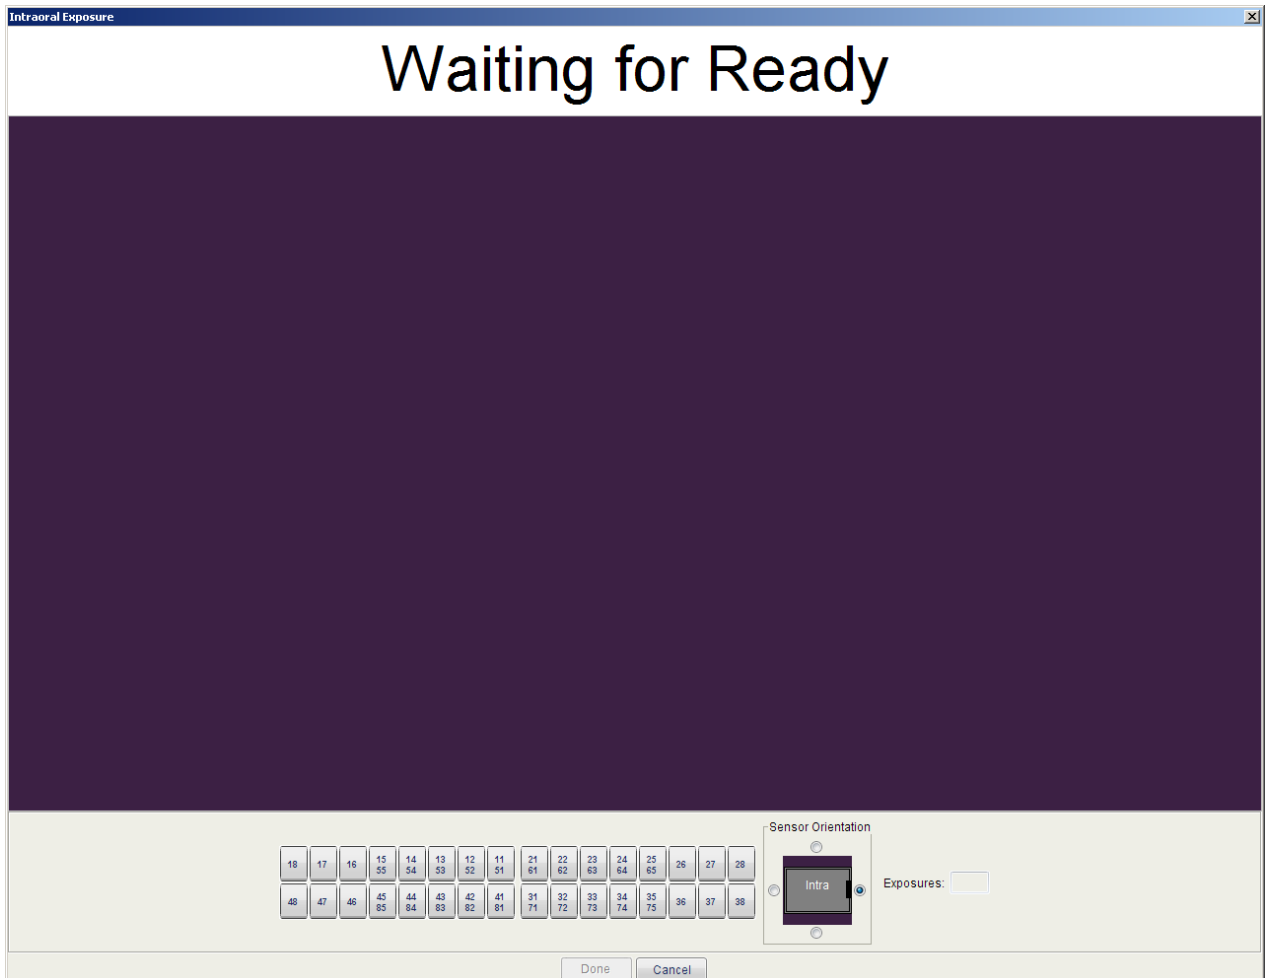 Intraoral Exposure
Waiting for Ready
Sensor Orientation
18 17 16 15 14 13 12 11 21 22 23 24 25 26 27 28
55 54 53 52 51 61 62 63 64 65
Intra
Exposures:
48 47 46 45 44 43 42 41 31 32 33 34 35 36 37 38
85 84 83 82 81 71 72 73 74 75
Done Cancel